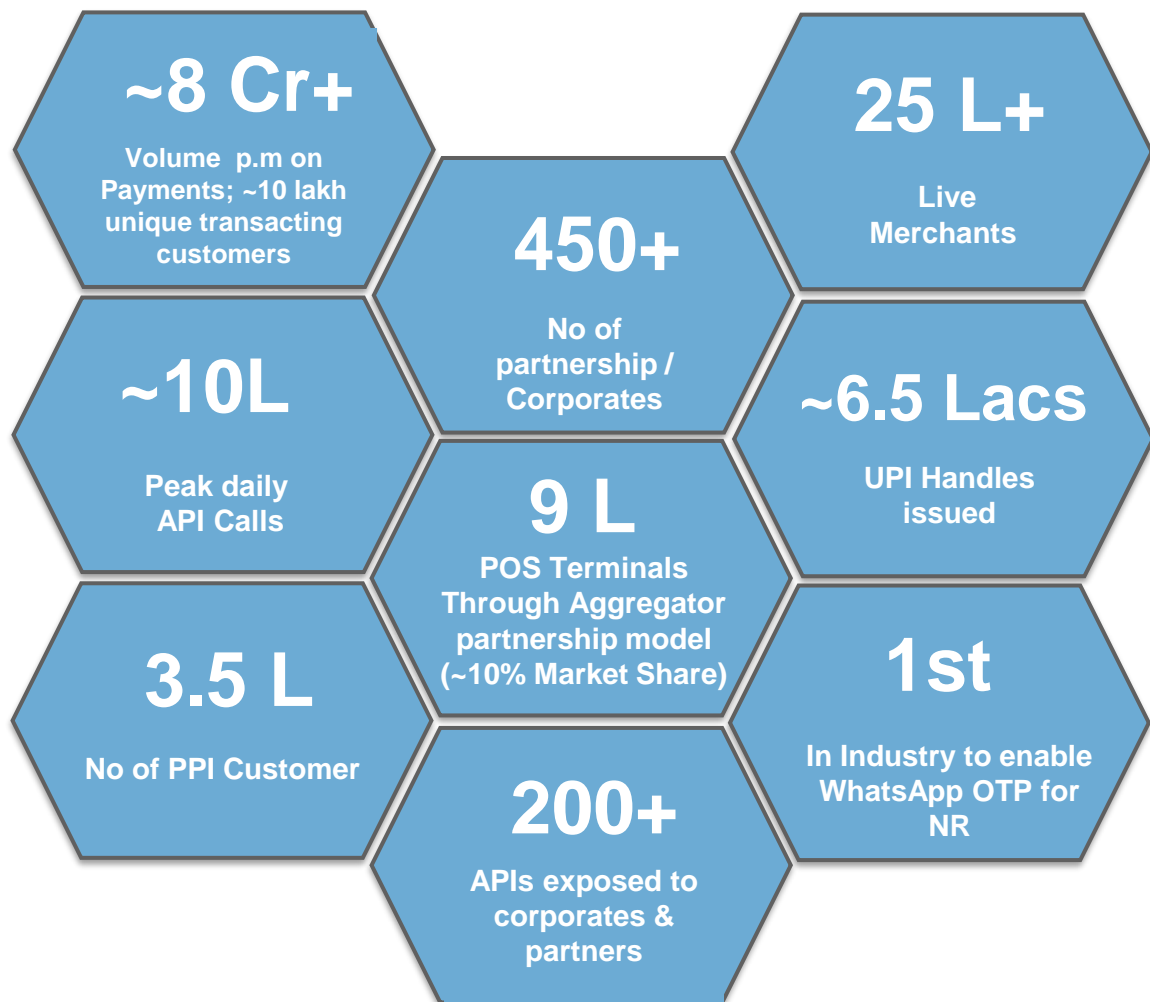 ~8 Cr+
Volume p.m on
Payments; ~10 lakh
unique transacting
customers
25 L+
Live
Merchants
450+
No of
partnership /
Corporates
~10L
Peak daily
API Calls
~6.5 Lacs
UPI Handles
issued
9 L
POS Terminals
Through Aggregator
partnership model
(~10% Market Share)
3.5 L
No of PPI Customer
1st
In Industry to enable
WhatsApp OTP for
NR
200+
APIs exposed to
corporates &
partners